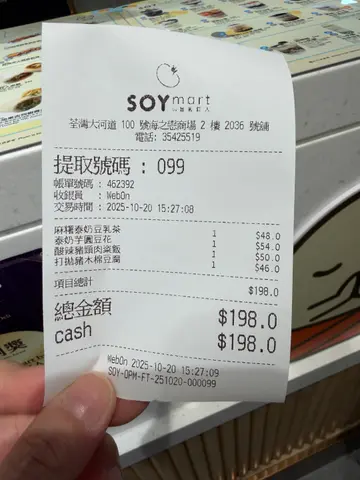 SOYmart
荃灣大河道 100 號海之戀商場 2 樓 2036 號舖
電話: 35425519
提取號碼 : 099
帳單號碼 : 462392
收銀員 : WebOn
交易時間 : 2025-10-20 15:27:08
麻糬泰奶豆乳茶 1 $48.0
泰奶芋圓豆花 1 $54.0
酸辣豬頸肉粢飯 1 $50.0
打拋豬木棉豆腐 1 $46.0
項目總計 $198.0
總金額 $198.0
cash $198.0
WebOn 2025-10-20 15:27:09
SOY-OPM-FT-251020-000099